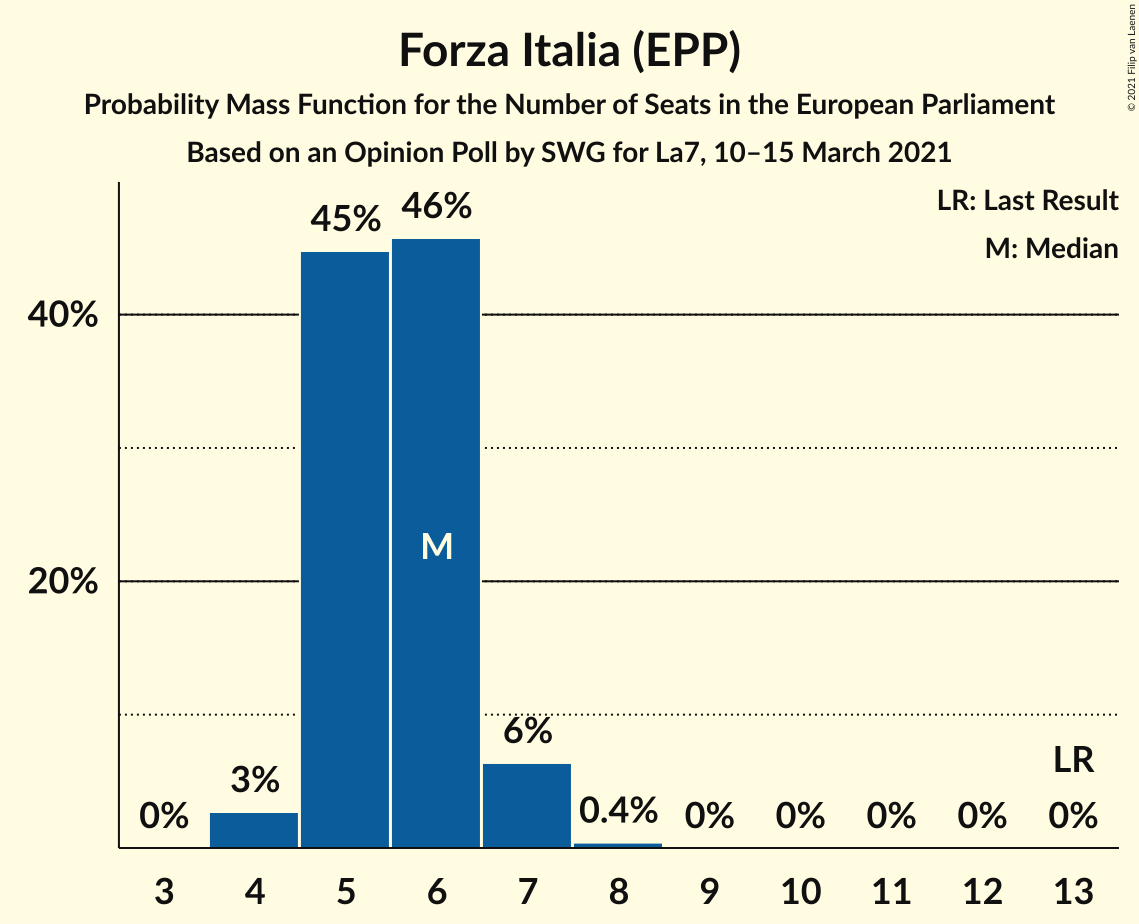 Forza Italia (EPP)
Probability Mass Function for the Number of Seats in the European Parliament
Based on an Opinion Poll by SWG for La7, 10–15 March 2021
© 2021 Filip van Laenen
LR: Last Result
M: Median
45%
46%
40%
M
20%
6%
3%
0%
0.4%
0%
0%
0%
0%
LR
0%
3 4 5 6 7 8 9 10 11 12 13